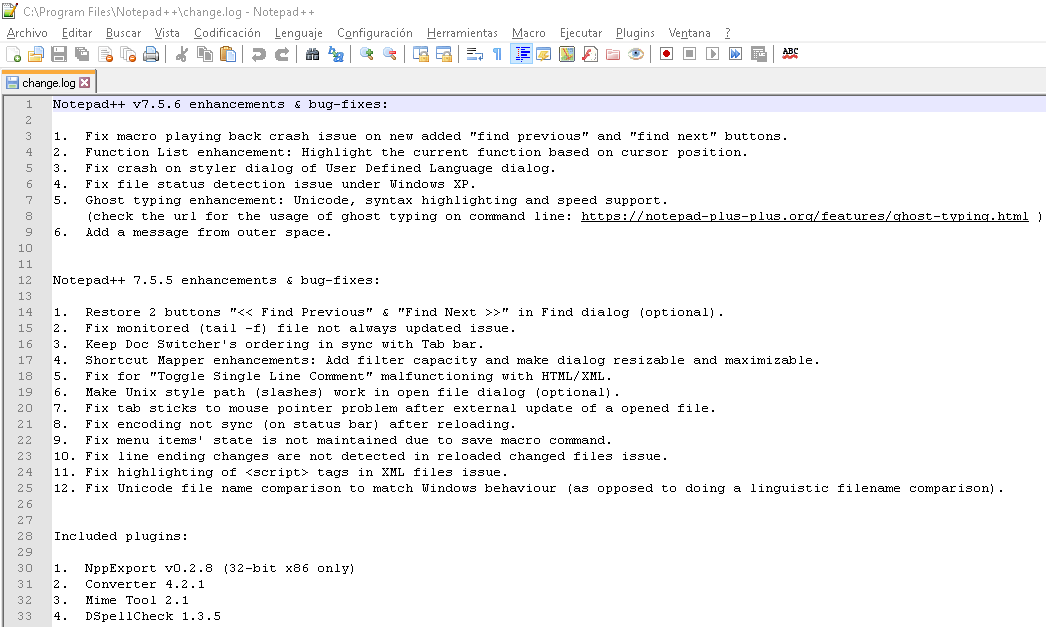 C:\Program Files\Notepad++\change.log - Notepad++
Archivo Editar Buscar Vista Codificación Lenguaje Configuración Herramientas Macro Ejecutar Plugins Ventana ?
ABC
change.log
1 Notepad++ v7.5.6 enhancements & bug-fixes:
2
3 1. Fix macro playing back crash issue on new added "find previous" and "find next" buttons.
4 2. Function List enhancement: Highlight the current function based on cursor position.
5 3. Fix crash on styler dialog of User Defined Language dialog.
6 4. Fix file status detection issue under Windows XP.
7 5. Ghost typing enhancement: Unicode, syntax highlighting and speed support.
8 (check the url for the usage of ghost typing on command line: https://notepad-plus-plus.org/features/ghost-typing.html )
9 6. Add a message from outer space.
10
11
12 Notepad++ 7.5.5 enhancements & bug-fixes:
13
14 1. Restore 2 buttons "<< Find Previous" & "Find Next >>" in Find dialog (optional).
15 2. Fix monitored (tail -f) file not always updated issue.
16 3. Keep Doc Switcher's ordering in sync with Tab bar.
17 4. Shortcut Mapper enhancements: Add filter capacity and make dialog resizable and maximizable.
18 5. Fix for "Toggle Single Line Comment" malfunctioning with HTML/XML.
19 6. Make Unix style path (slashes) work in open file dialog (optional).
20 7. Fix tab sticks to mouse pointer problem after external update of a opened file.
21 8. Fix encoding not sync (on status bar) after reloading.
22 9. Fix menu items' state is not maintained due to save macro command.
23 10. Fix line ending changes are not detected in reloaded changed files issue.
24 11. Fix highlighting of <script> tags in XML files issue.
25 12. Fix Unicode file name comparison to match Windows behaviour (as opposed to doing a linguistic filename comparison).
26
27
28 Included plugins:
29
30 1. NppExport v0.2.8 (32-bit x86 only)
31 2. Converter 4.2.1
32 3. Mime Tool 2.1
33 4. DSpellCheck 1.3.5